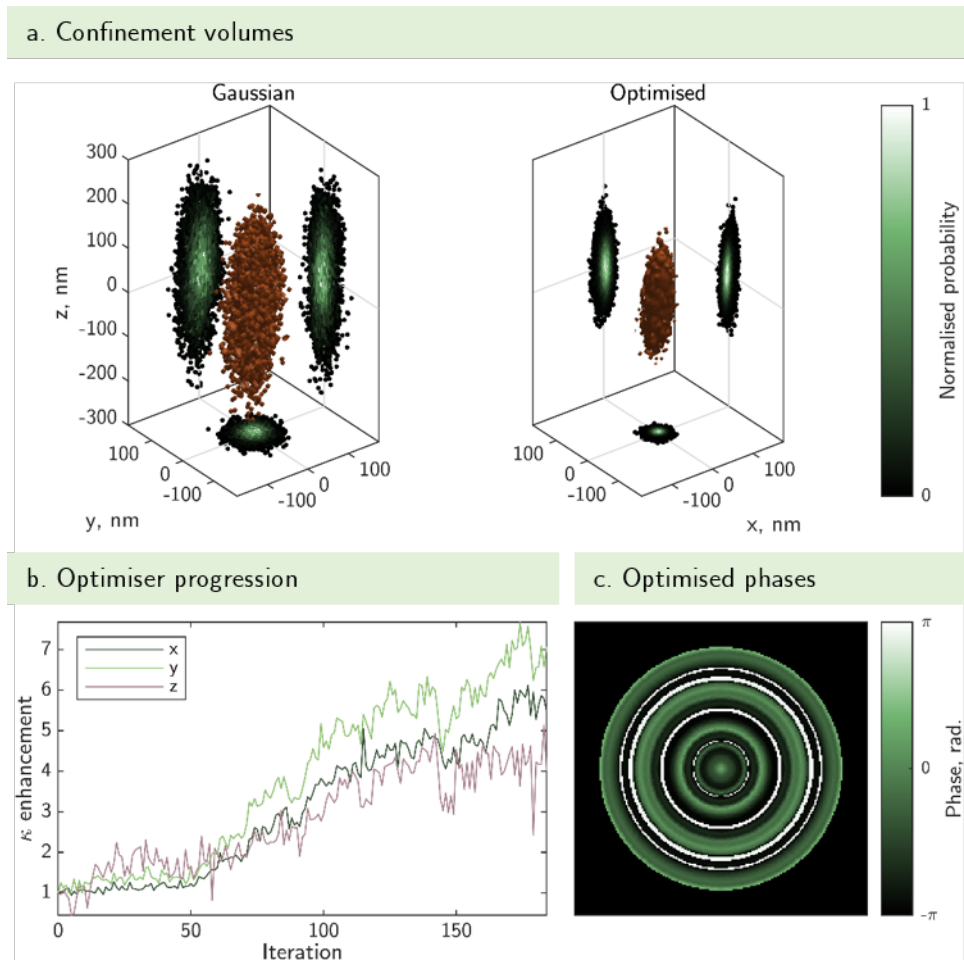 a. Confinement volumes
Gaussian
Optimised
300
200
100
0
-100
-200
-300
z, nm
100
0
-100
y, nm
-100
0
100
100
0
-100
-100
0
100
x, nm
1
0
Normalised probability
b. Optimiser progression
c. Optimised phases
x
y
z
7
6
5
4
3
2
1
κ enhancement
0
50
100
150
Iteration
π
0
-π
Phase, rad.